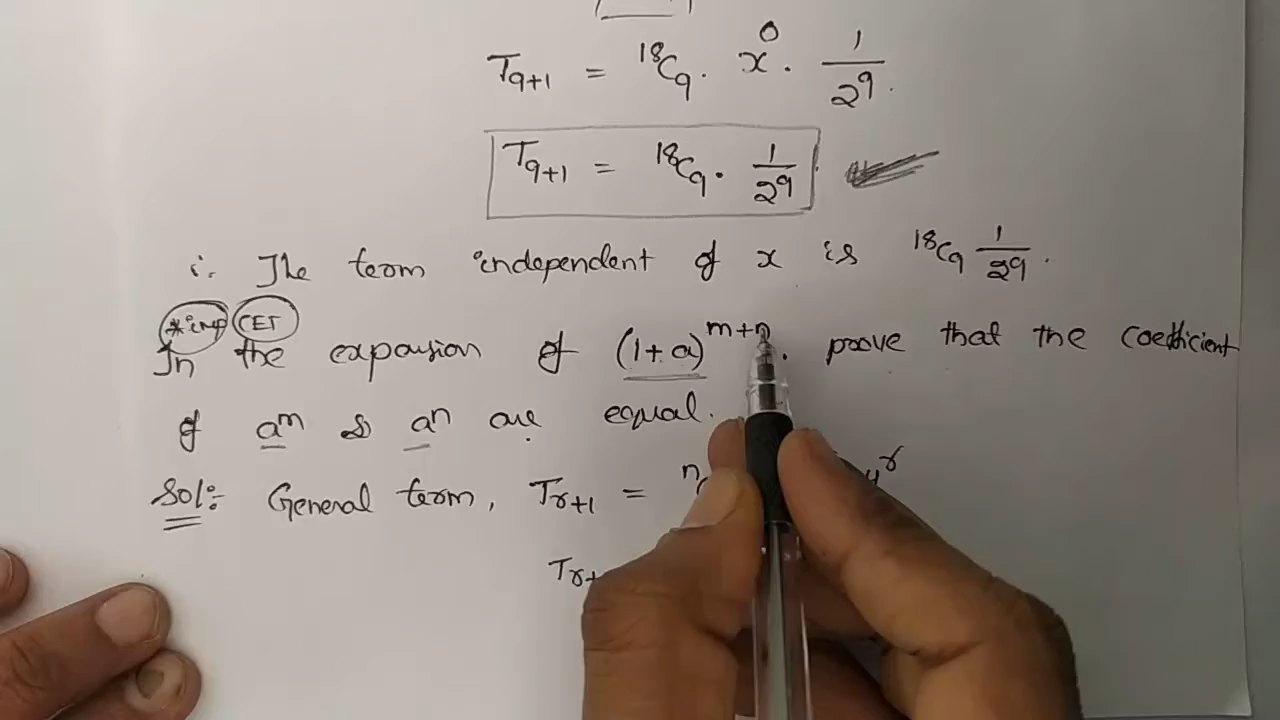 T₉₊₁ = ¹⁸C₉ . x⁰ . 1/2⁹.
T₉₊₁ = ¹⁸C₉ . 1/2⁹
∴ The term independent of x is ¹⁸C₉ 1/2⁹.
*imp CET
In the expansion of (1+a)ᵐ⁺ⁿ. prove that the coefficient
of aᵐ & aⁿ are equal.
Sol:- General term, Tᵣ₊₁ = ⁿC yʳ
Tᵣ₊